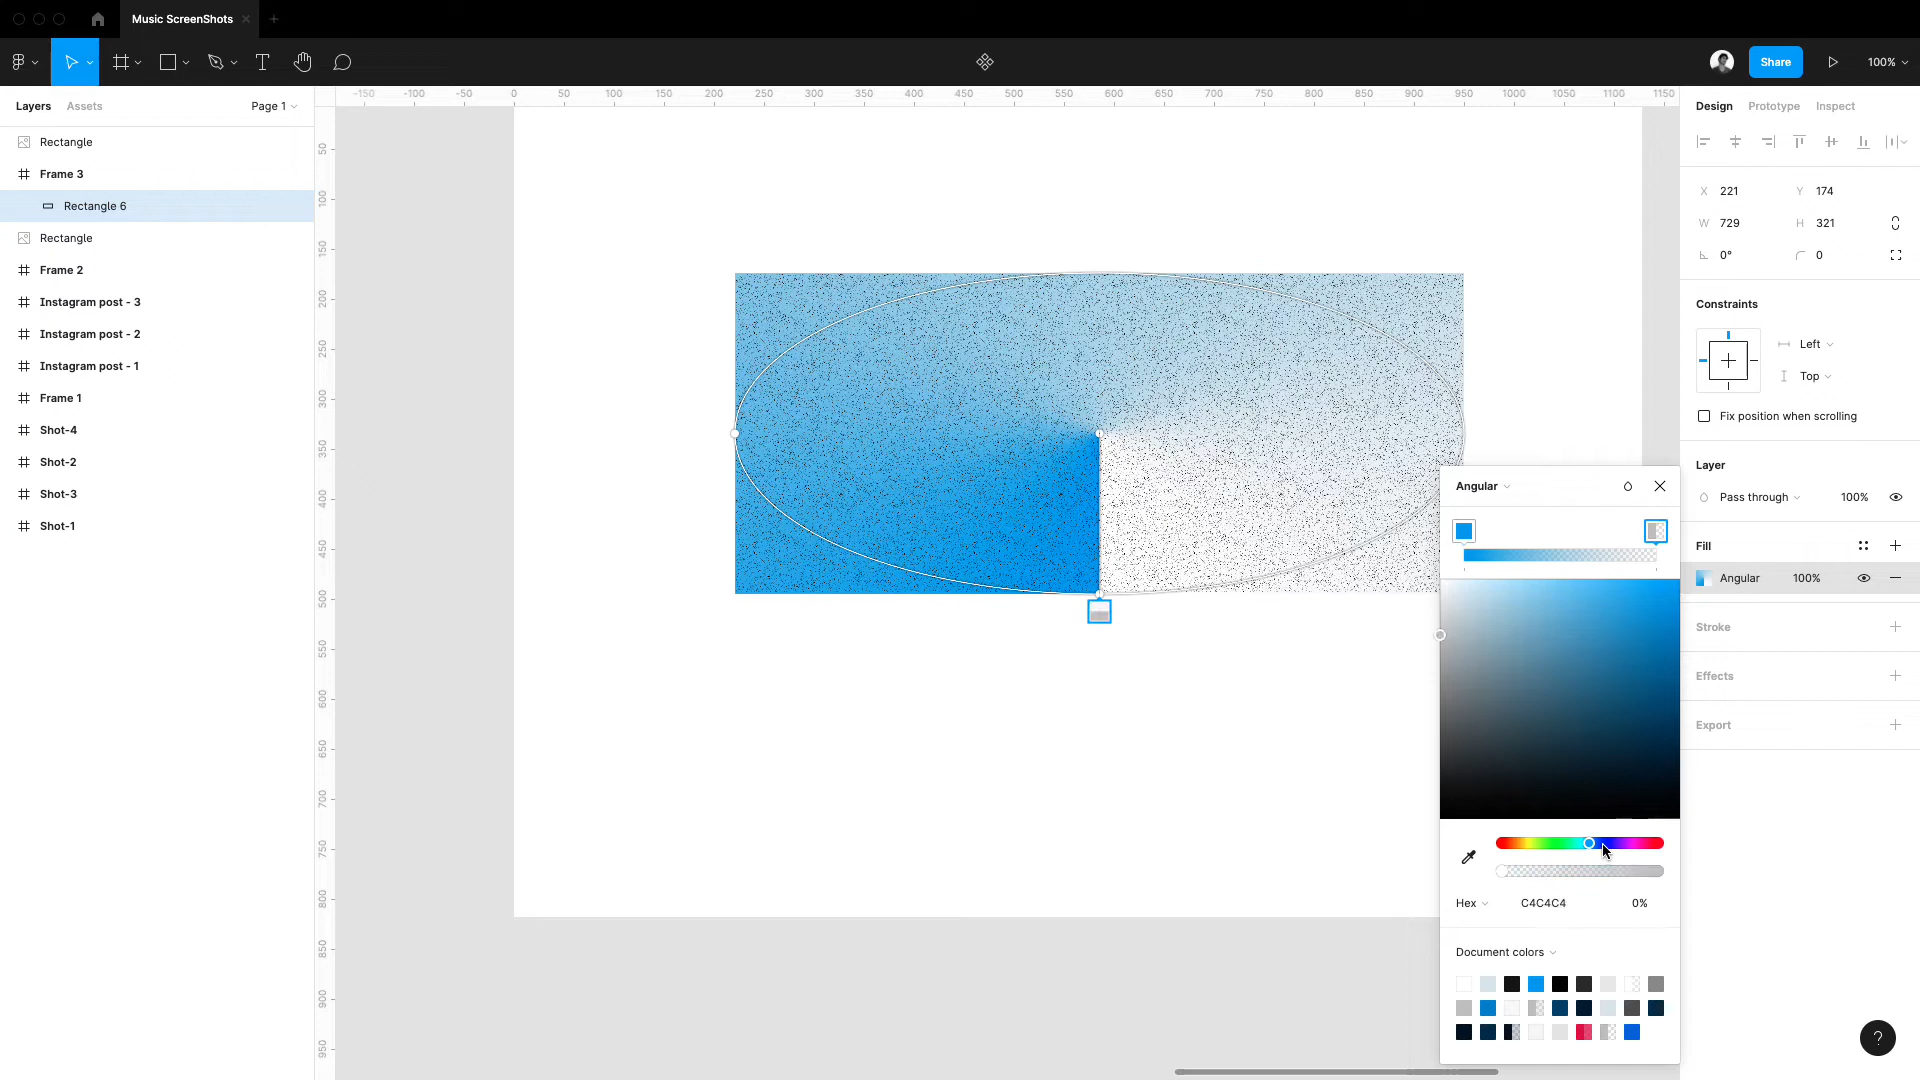 Music ScreenShots
Share
100%
Layers
Assets
Page 1
-150 -100 -50 0 50 100 150 200 250 300 350 400 450 500 550 600 650 700 750 800 850 900 950 1000 1050 1100 1150
Design
Prototype
Inspect
50
100
150
200
250
300
350
400
450
500
550
600
650
700
750
800
850
900
950
Rectangle
Frame 3
Rectangle 6
Rectangle
Frame 2
Instagram post - 3
Instagram post - 2
Instagram post - 1
Frame 1
Shot-4
Shot-2
Shot-3
Shot-1
X 221
Y 174
W 729
H 321
0°
0
Constraints
Left
Top
Fix position when scrolling
Layer
Pass through
100%
Fill
Angular
100%
Stroke
Effects
Export
Angular
Hex
C4C4C4
0%
Document colors
?